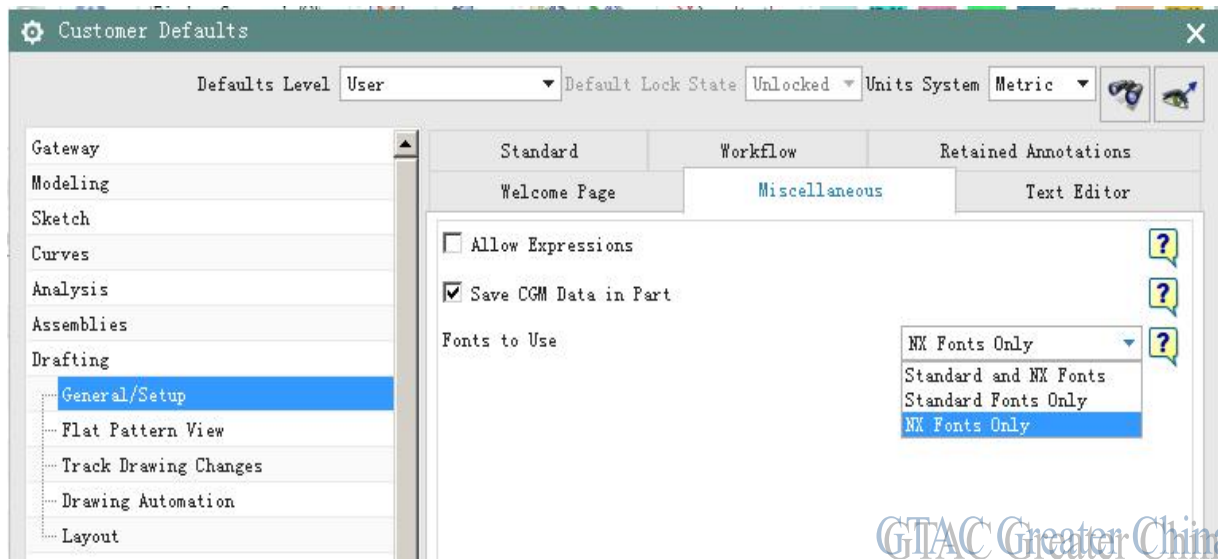 Customer Defaults
Defaults Level User Default Lock State Unlocked Units System Metric
Gateway
Modeling
Sketch
Curves
Analysis
Assemblies
Drafting
General/Setup
Flat Pattern View
Track Drawing Changes
Drawing Automation
Layout
Standard Workflow Retained Annotations
Welcome Page Miscellaneous Text Editor
Allow Expressions ?
Save CGM Data in Part ?
Fonts to Use NX Fonts Only ?
Standard and NX Fonts
Standard Fonts Only
NX Fonts Only
GTAC Greater Chin